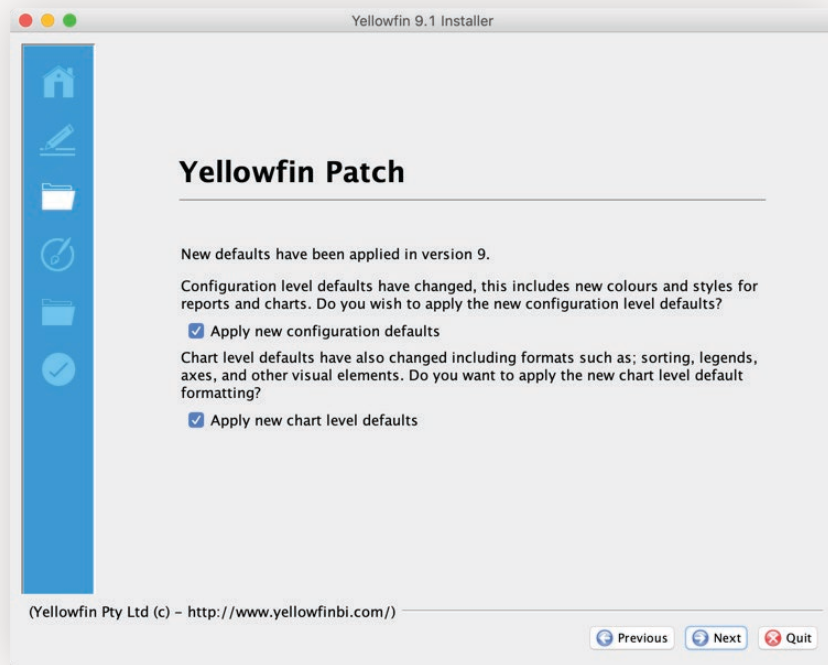 Yellowfin 9.1 Installer
Yellowfin Patch
New defaults have been applied in version 9.
Configuration level defaults have changed, this includes new colours and styles for
reports and charts. Do you wish to apply the new configuration level defaults?
Apply new configuration defaults
Chart level defaults have also changed including formats such as; sorting, legends,
axes, and other visual elements. Do you want to apply the new chart level default
formatting?
Apply new chart level defaults
(Yellowfin Pty Ltd (c) – http://www.yellowfinbi.com/)
Previous Next Quit